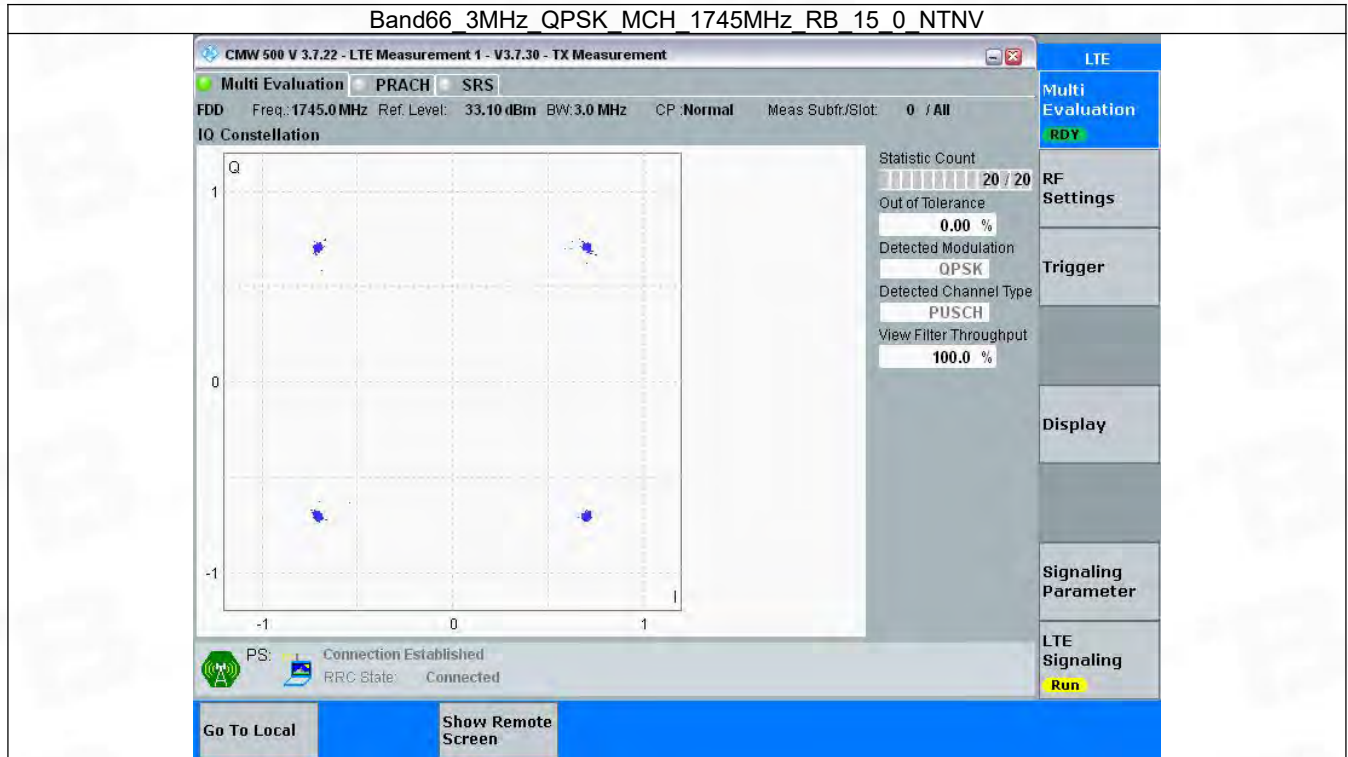 Band66_3MHz_QPSK_MCH_1745MHz_RB_15_0_NTNV
CMW 500 V 3.7.22 - LTE Measurement 1 - V3.7.30 - TX Measurement
LTE
Multi Evaluation PRACH SRS
Multi
Evaluation
RDY
FDD Freq.:1745.0 MHz Ref. Level: 33.10 dBm BW:3.0 MHz CP :Normal Meas Subfr./Slot: 0 / All
IQ Constellation
Q
1
0
-1
I
-1 0 1
Statistic Count
20 / 20
Out of Tolerance
0.00 %
Detected Modulation
QPSK
Detected Channel Type
PUSCH
View Filter Throughput
100.0 %
RF
Settings
Trigger
Display
Signaling
Parameter
LTE
Signaling
Run
PS: Connection Established
RRC State: Connected
Go To Local
Show Remote
Screen